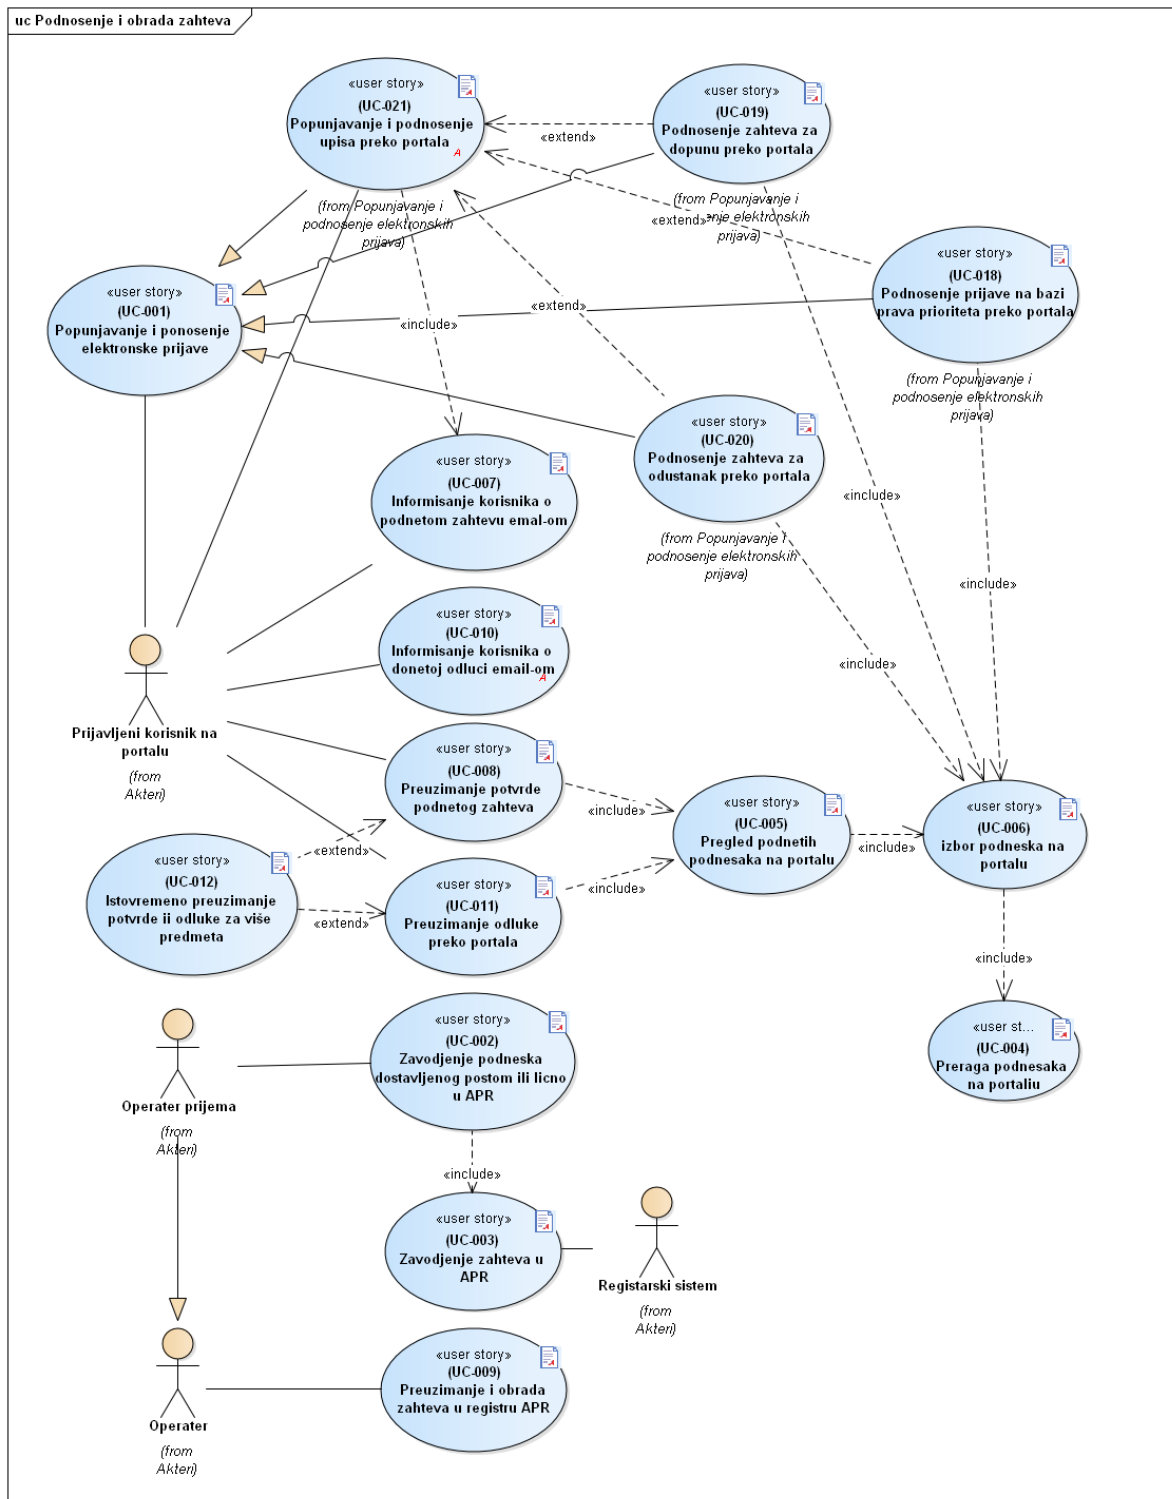 uc Podnosenje i obrada zahteva
«user story»
(UC-021)
Popunjavanje i podnosenje
upisa preko portala
(from Popunjavanje i
podnosenje elektronskih
prijava)
«user story»
(UC-019)
Podnosenje zahteva za
dopunu preko portala
(from Popunjavanje i
enje elektronskih
prijava)
«extend»
«extend»
«user story»
(UC-018)
Podnosenje prijave na bazi
prava prioriteta preko portala
(from Popunjavanje i
podnosenje elektronskih
prijava)
«user story»
(UC-001)
Popunjavanje i ponosenje
elektronske prijave
«extend»
«include»
«user story»
(UC-020)
Podnosenje zahteva za
odustanak preko portala
(from Popunjavanje i
podnosenje elektronskih
prijava)
«user story»
(UC-007)
Informisanje korisnika o
podnetom zahtevu emal-om
«include»
«include»
«include»
«user story»
(UC-010)
Informisanje korisnika o
donetoj odluci email-om
Prijavljeni korisnik na
portalu
(from
Akteri)
«user story»
(UC-008)
Preuzimanje potvrde
podnetog zahteva
«include»
«user story»
(UC-005)
Pregled podnetih
podnesaka na portalu
«include»
«user story»
(UC-006)
izbor podneska na
portalu
«extend»
«user story»
(UC-012)
Istovremeno preuzimanje
potvrde ii odluke za više
predmeta
«extend»
«user story»
(UC-011)
Preuzimanje odluke
preko portala
«include»
«include»
«user st...
(UC-004)
Preraga podnesaka
na portaliu
«user story»
(UC-002)
Zavodjenje podneska
dostavljenog postom ili licno
u APR
Operater prijema
(from
Akteri)
«include»
«user story»
(UC-003)
Zavodjenje zahteva u
APR
Registarski sistem
(from
Akteri)
«user story»
(UC-009)
Preuzimanje i obrada
zahteva u registru APR
Operater
(from
Akteri)